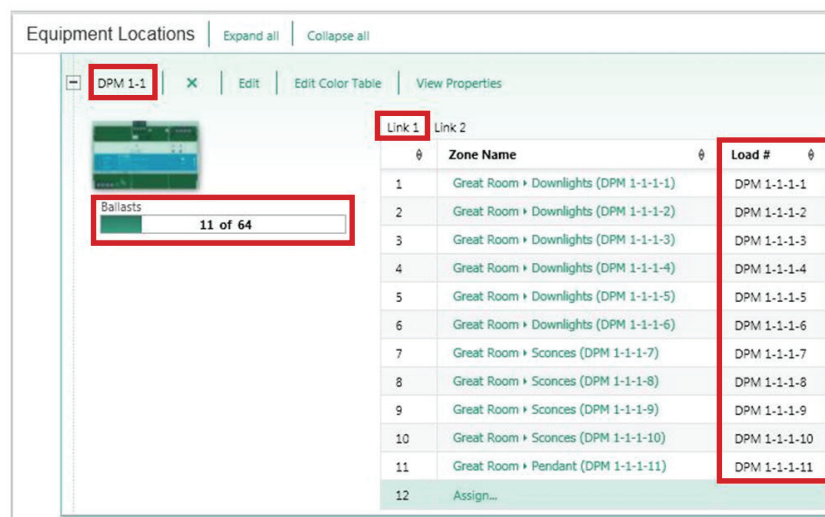 Equipment Locations Expand all Collapse all
DPM 1-1 × Edit Edit Color Table View Properties
Link 1 Link 2
Zone Name Load #
Ballasts
11 of 64
1 Great Room ▸ Downlights (DPM 1-1-1-1) DPM 1-1-1-1
2 Great Room ▸ Downlights (DPM 1-1-1-2) DPM 1-1-1-2
3 Great Room ▸ Downlights (DPM 1-1-1-3) DPM 1-1-1-3
4 Great Room ▸ Downlights (DPM 1-1-1-4) DPM 1-1-1-4
5 Great Room ▸ Downlights (DPM 1-1-1-5) DPM 1-1-1-5
6 Great Room ▸ Downlights (DPM 1-1-1-6) DPM 1-1-1-6
7 Great Room ▸ Sconces (DPM 1-1-1-7) DPM 1-1-1-7
8 Great Room ▸ Sconces (DPM 1-1-1-8) DPM 1-1-1-8
9 Great Room ▸ Sconces (DPM 1-1-1-9) DPM 1-1-1-9
10 Great Room ▸ Sconces (DPM 1-1-1-10) DPM 1-1-1-10
11 Great Room ▸ Pendant (DPM 1-1-1-11) DPM 1-1-1-11
12 Assign...